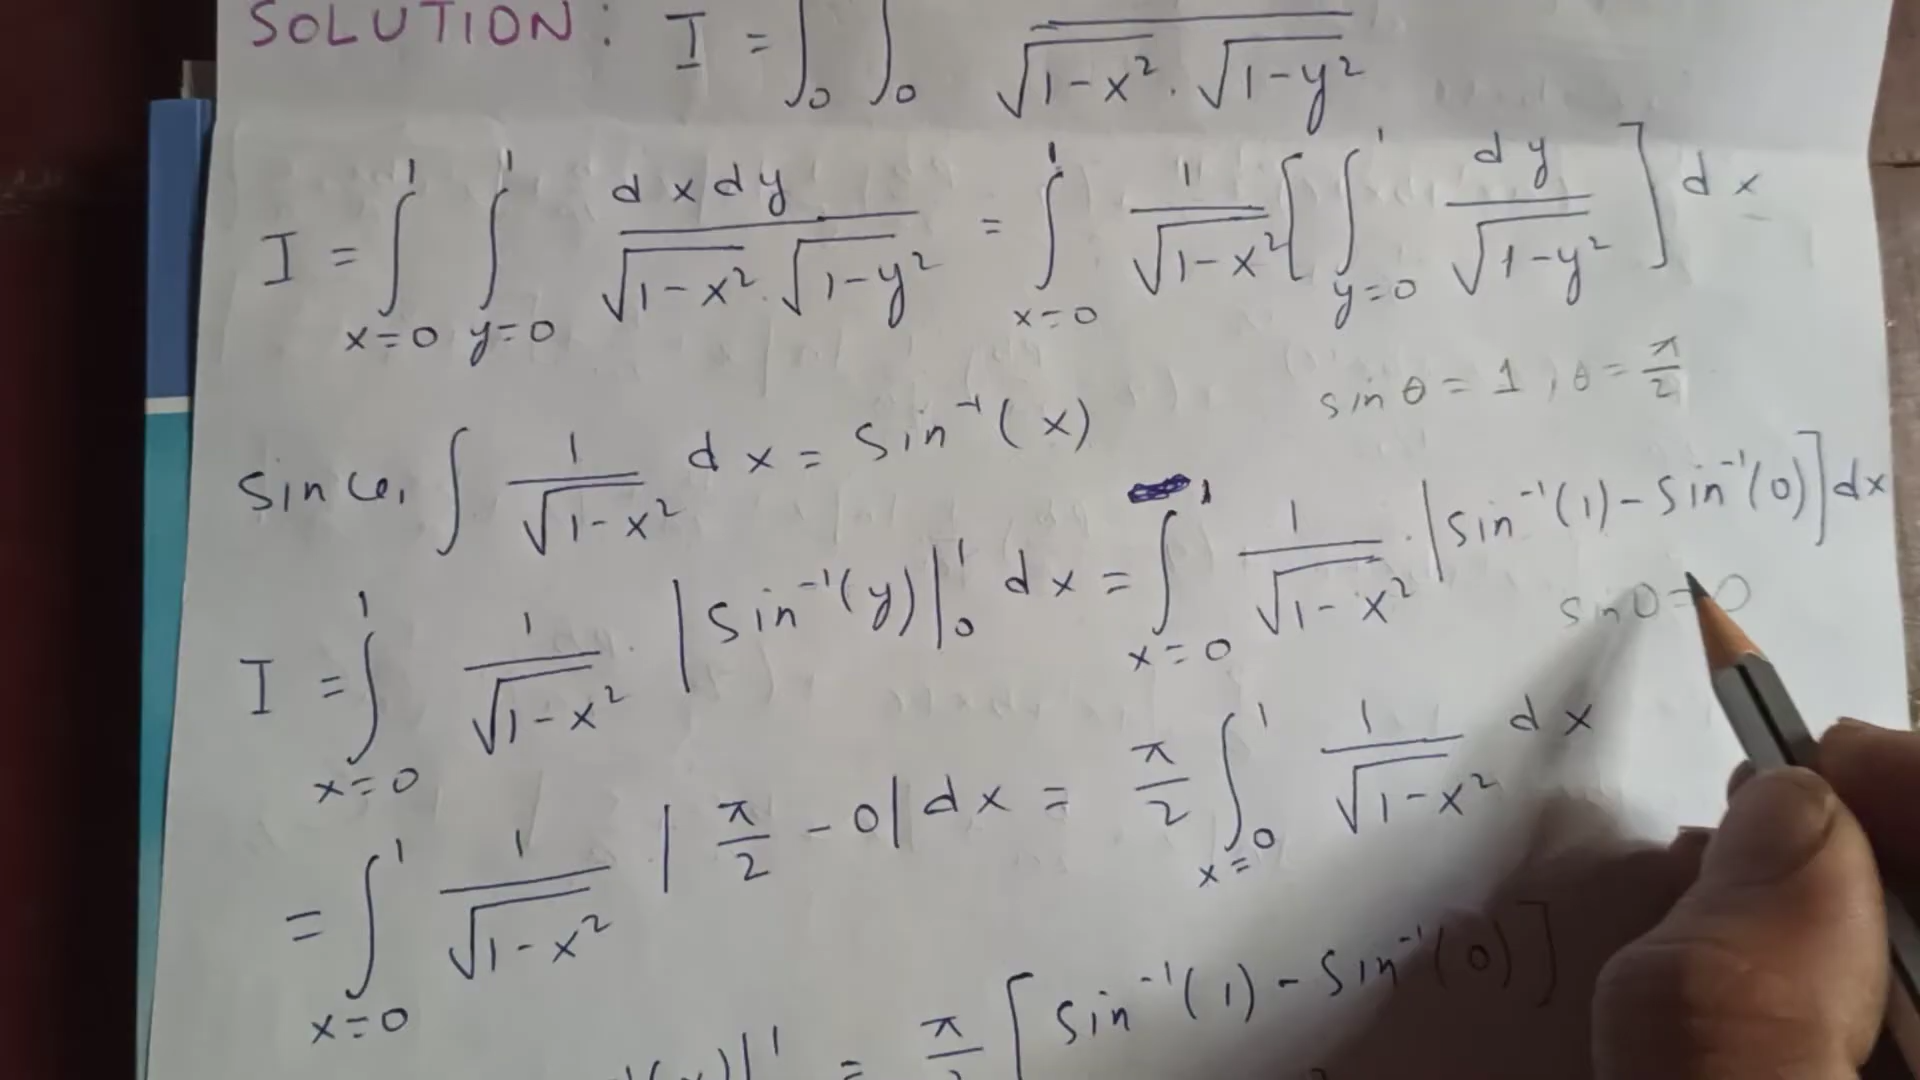 SOLUTION: I = ∫₀ ∫₀ ‾‾ / √(1-x²) . √(1-y²)
I = ∫_{x=0}^{1} ∫_{y=0}^{1} dxdy / (√(1-x²) . √(1-y²)) = ∫_{x=0}^{1} 1/√(1-x²) [ ∫_{y=0}^{1} dy/√(1-y²) ] dx
sin θ = 1, θ = π/2
Since, ∫ 1/√(1-x²) dx = Sin⁻¹(x)
I = ∫_{x=0}^{1} 1/√(1-x²) . |Sin⁻¹(y)|₀¹ dx = ∫_{x=0}^{1} 1/√(1-x²) . |Sin⁻¹(1) - Sin⁻¹(0)] dx
sin θ = 0
= ∫_{x=0}^{1} 1/√(1-x²) | π/2 - 0| dx = π/2 ∫_{x=0}^{1} 1/√(1-x²) dx
= π/2 [Sin⁻¹(1) - Sin⁻¹(0)]